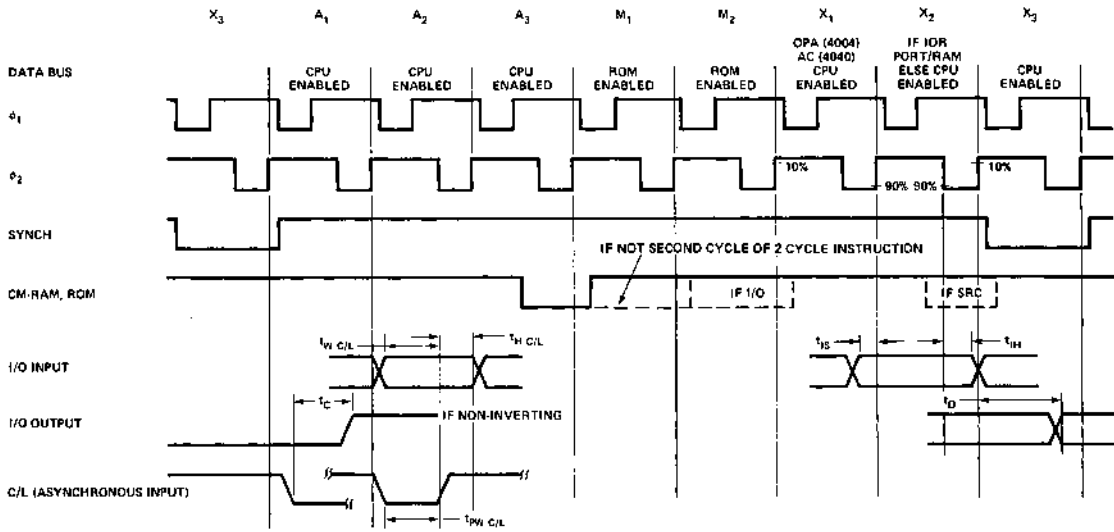 X3 A1 A2 A3 M1 M2 X1 X2 X3
DATA BUS
CPU ENABLED
CPU ENABLED
CPU ENABLED
ROM ENABLED
ROM ENABLED
OPA (4004) AC (4040) CPU ENABLED
IF IOR PORT/RAM ELSE CPU ENABLED
CPU ENABLED
ϕ1
ϕ2
10%
90% 90%
10%
SYNCH
IF NOT SECOND CYCLE OF 2 CYCLE INSTRUCTION
CM-RAM, ROM
IF I/O
IF SRC
I/O INPUT
tW C/L
tH C/L
tIS
tIH
I/O OUTPUT
tC
IF NON-INVERTING
tD
C/L (ASYNCHRONOUS INPUT)
tPW C/L